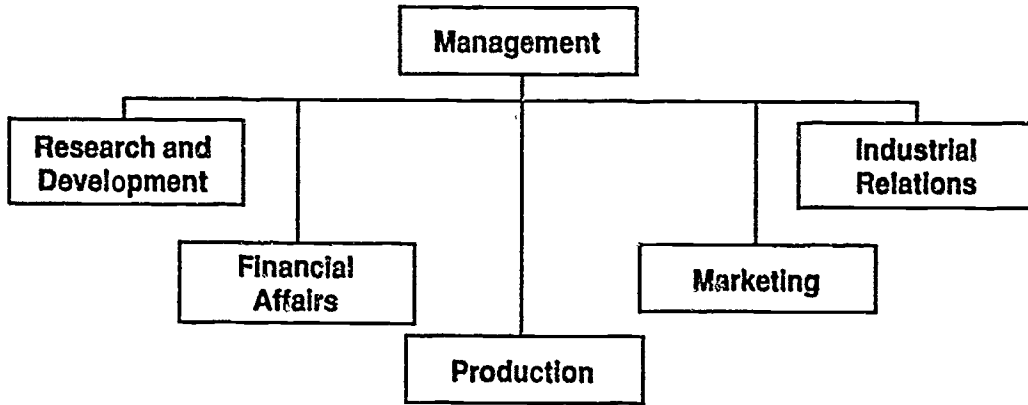 Management
Research and
Development
Industrial
Relations
Financial
Affairs
Marketing
Production